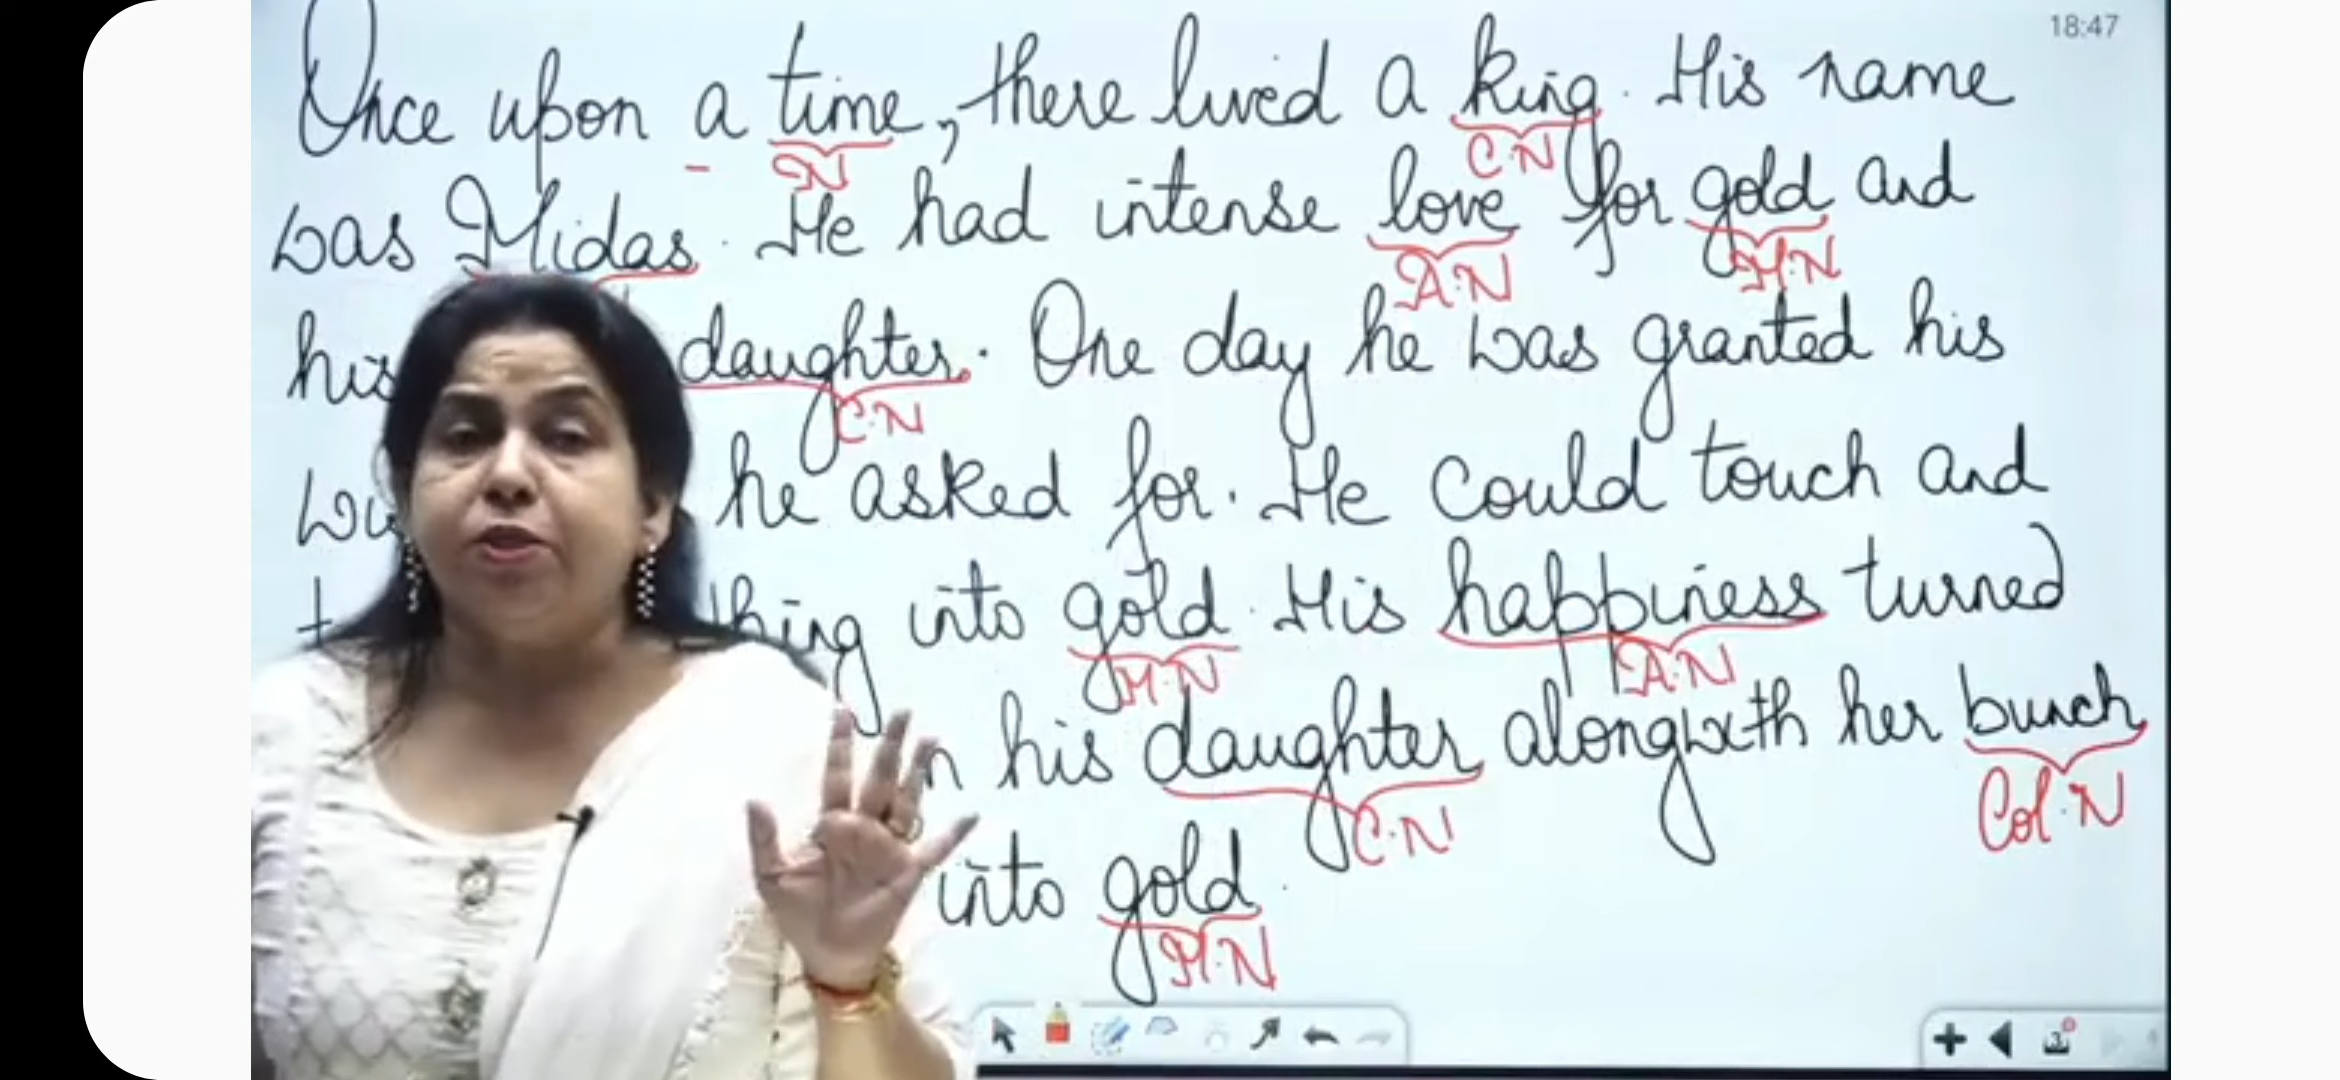 18:47
Once upon a time, there lived a king. His name
N C.N
was Midas. He had intense love for gold and
A.N M.N
his daughter. One day he was granted his
C.N
he asked for. He could touch and
thing into gold. His happiness turned
M.N A.N
his daughter alongwith her bunch
C.N Col.N
into gold.
M.N